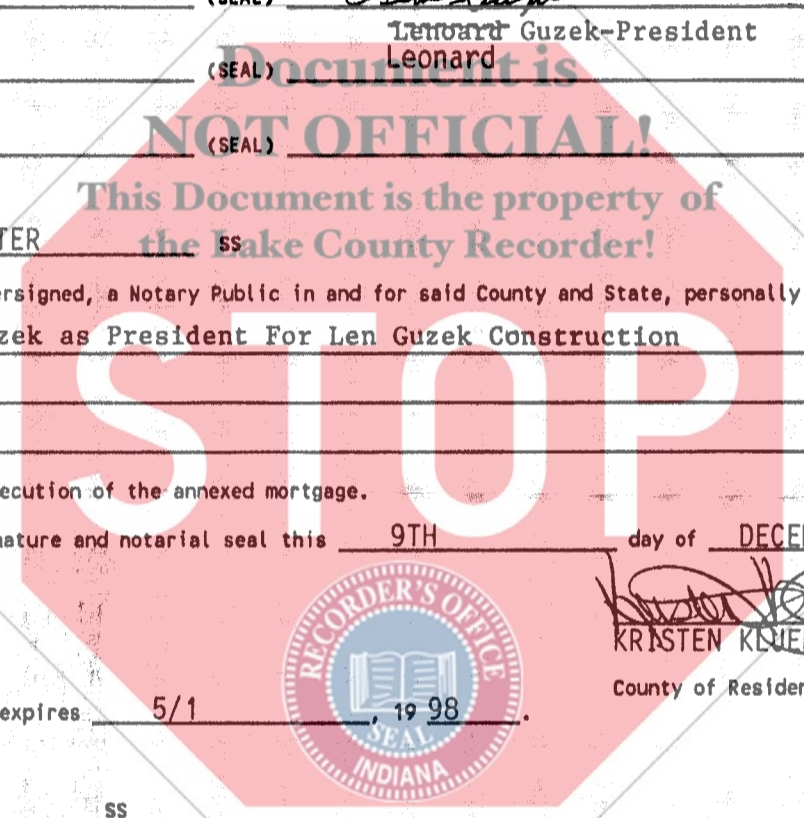 (SEAL)
Lenoard Guzek-President
(SEAL) Leonard
Document is
NOT OFFICIAL!
(SEAL)
This Document is the property of
TER ss the Lake County Recorder!
ersigned, a Notary Public in and for said County and State, personally
zek as President For Len Guzek Construction
STOP
ecution of the annexed mortgage.
nature and notarial seal this 9TH day of DECE
RECORDER'S OFFICE
KRISTEN KLUE
County of Residen
expires 5/1 , 19 98 .
SEAL
INDIANA
ss